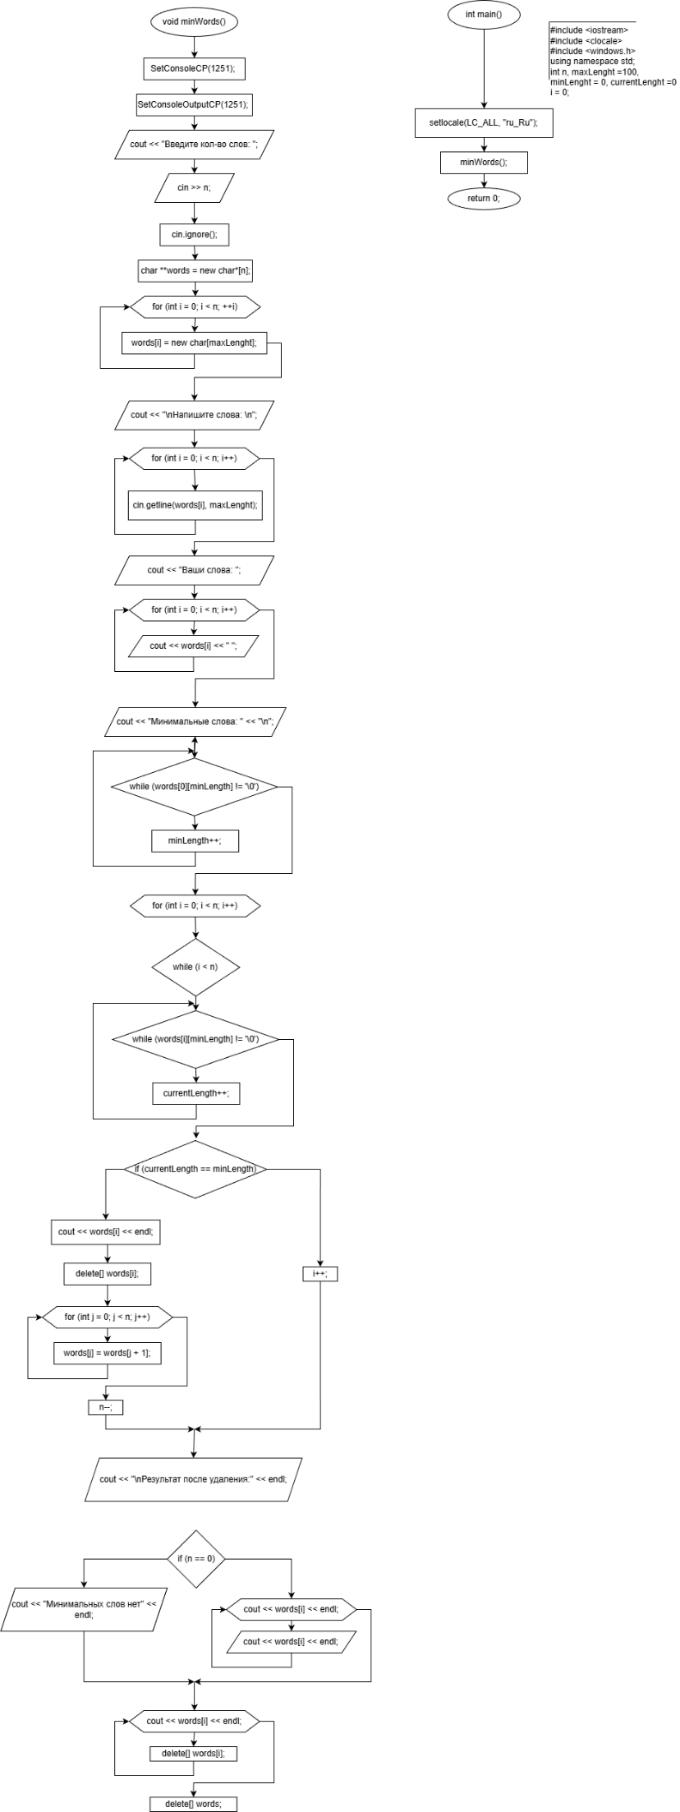 void minWords()
SetConsoleCP(1251);
SetConsoleOutputCP(1251);
cout << "Введите кол-во слов: ";
cin >> n;
cin.ignore();
char **words = new char*[n];
for (int i = 0; i < n; ++i)
words[i] = new char[maxLenght];
cout << "\nНапишите слова: \n";
for (int i = 0; i < n; i++)
cin.getline(words[i], maxLenght);
cout << "Ваши слова: ";
for (int i = 0; i < n; i++)
cout << words[i] << " ";
cout << "Минимальные слова: " << "\n";
while (words[0][minLength] != '\0')
minLength++;
for (int i = 0; i < n; i++)
while (i < n)
while (words[i][minLength] != '\0')
currentLength++;
if (currentLength == minLength)
cout << words[i] << endl;
delete[] words[i];
for (int j = 0; j < n; j++)
words[j] = words[j + 1];
n--;
i++;
cout << "\nРезультат после удаления:" << endl;
if (n == 0)
cout << "Минимальных слов нет" <<
endl;
cout << words[i] << endl;
cout << words[i] << endl;
cout << words[i] << endl;
delete[] words[i];
delete[] words;
int main()
#include <iostream>
#include <clocale>
#include <windows.h>
using namespace std;
int n, maxLenght =100,
minLenght = 0, currentLenght =0
i = 0;
setlocale(LC_ALL, "ru_Ru");
minWords();
return 0;